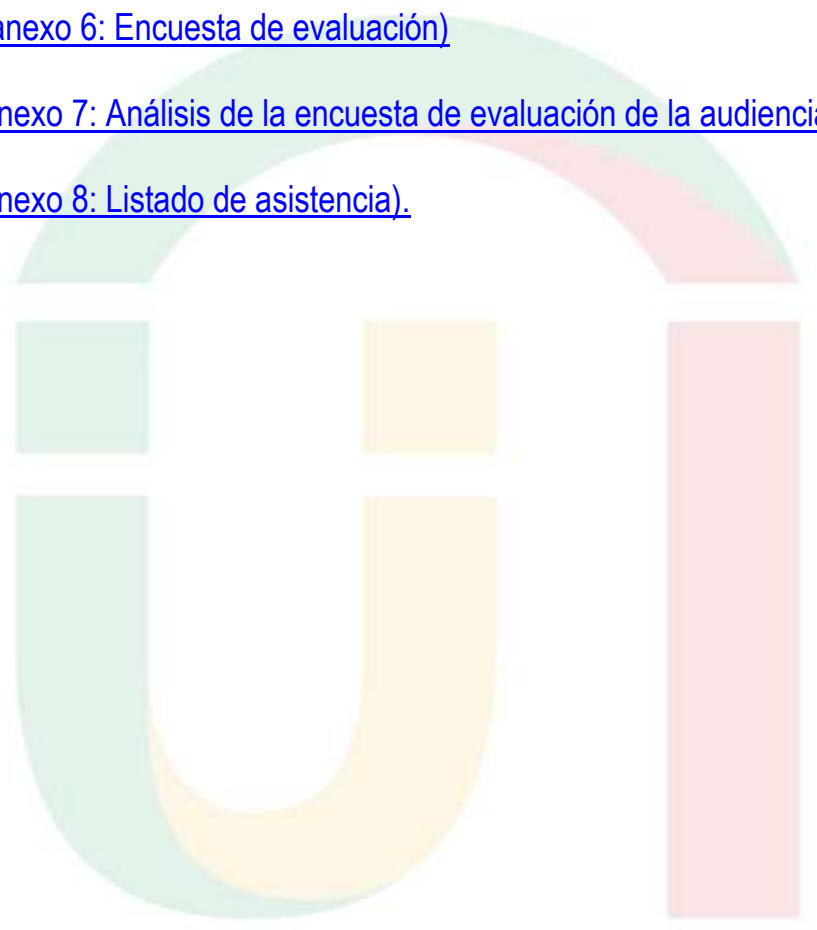 anexo 6: Encuesta de evaluación)
nexo 7: Análisis de la encuesta de evaluación de la audiencia
nexo 8: Listado de asistencia).